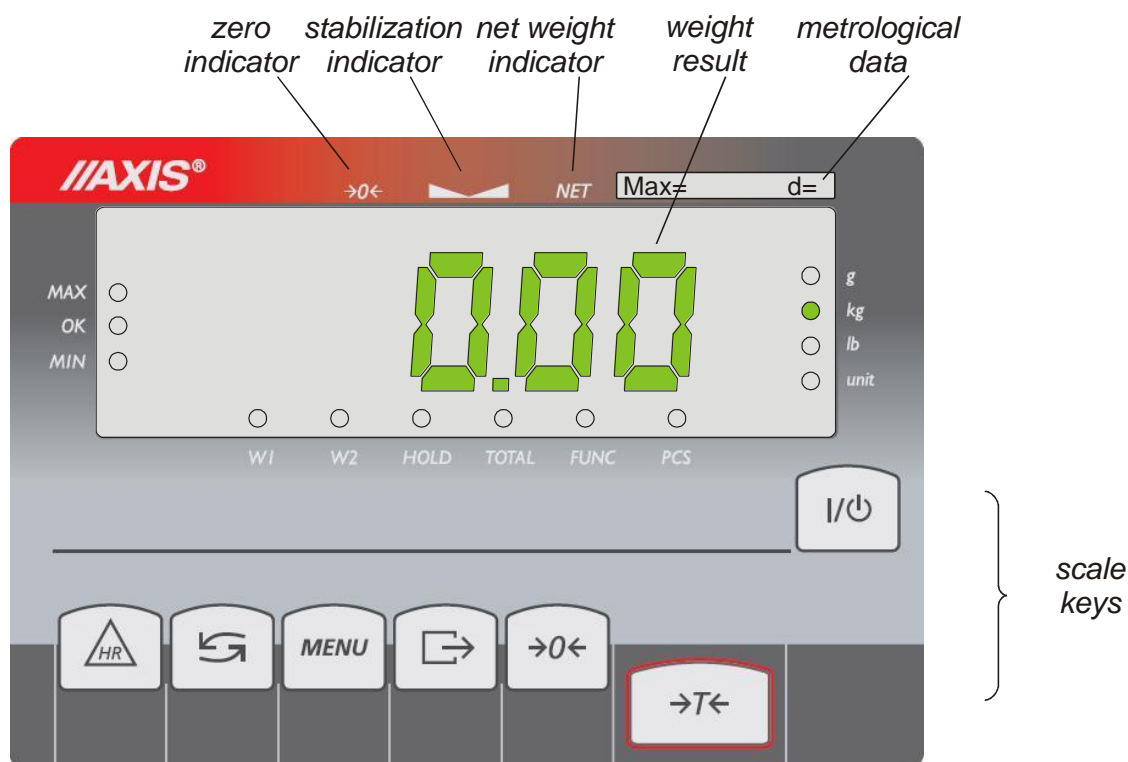 zero indicator
stabilization indicator
net weight indicator
weight result
metrological data
//AXIS®
→0←
NET
Max= d=
0.00
MAX
OK
MIN
g
kg
lb
unit
W1 W2 HOLD TOTAL FUNC PCS
I/⏻
scale keys
HR
MENU
→0←
→T←